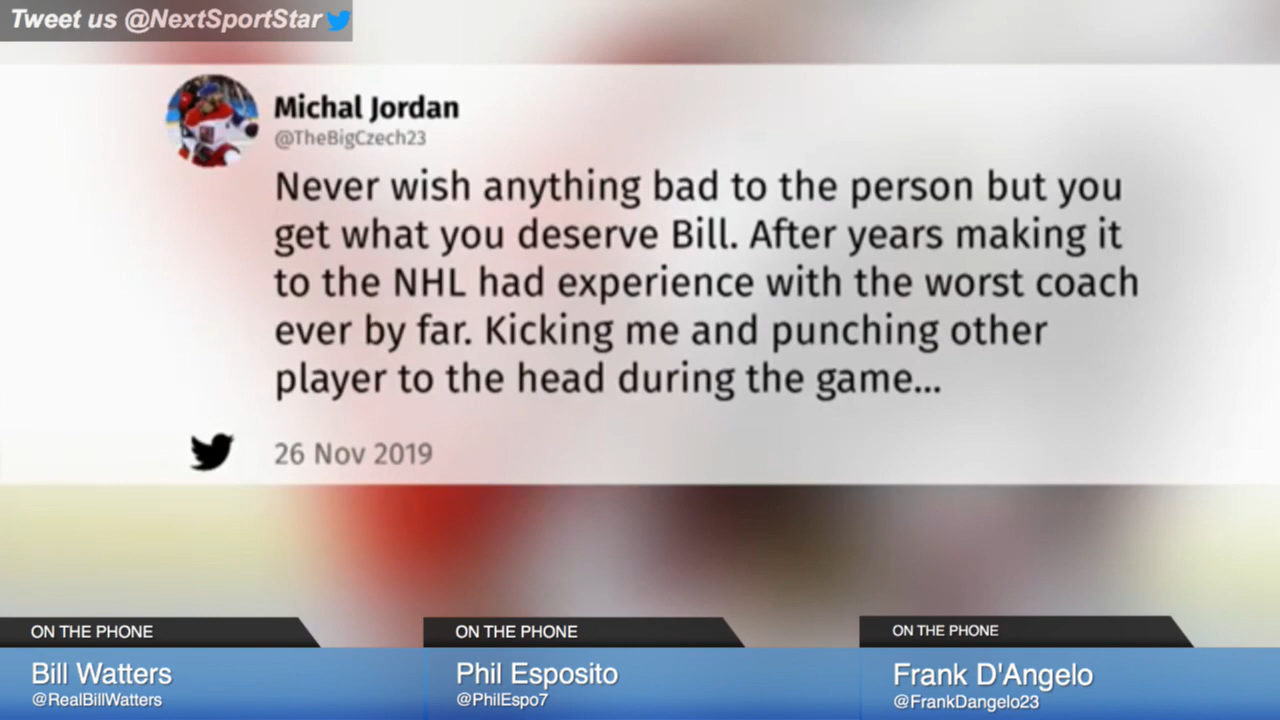 Tweet us @NextSportStar
Michal Jordan
@TheBigCzech23
Never wish anything bad to the person but you
get what you deserve Bill. After years making it
to the NHL had experience with the worst coach
ever by far. Kicking me and punching other
player to the head during the game...
26 Nov 2019
ON THE PHONE
Bill Watters
@RealBillWatters
ON THE PHONE
Phil Esposito
@PhilEspo7
ON THE PHONE
Frank D'Angelo
@FrankDangelo23